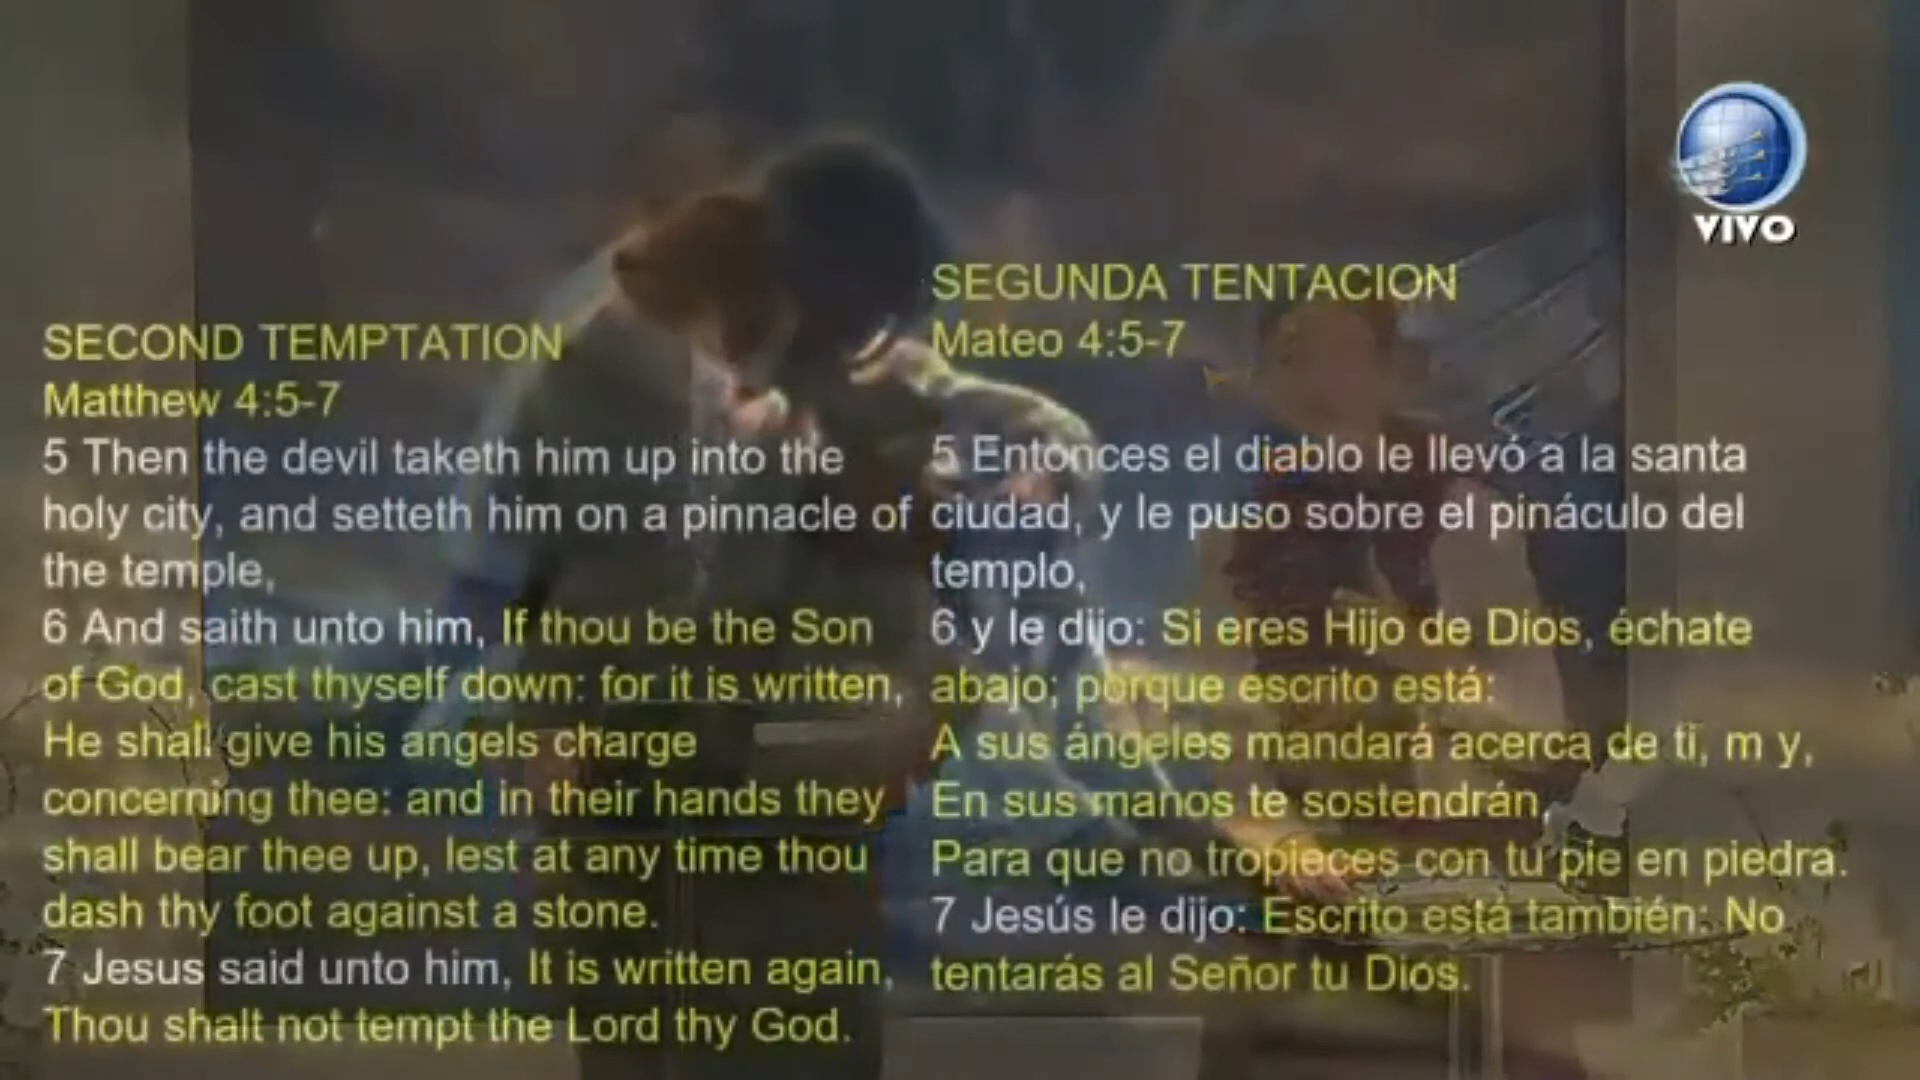 SECOND TEMPTATION
Matthew 4:5-7
5 Then the devil taketh him up into the
holy city, and setteth him on a pinnacle of
the temple,
6 And saith unto him, If thou be the Son
of God, cast thyself down: for it is written,
He shall give his angels charge
concerning thee: and in their hands they
shall bear thee up, lest at any time thou
dash thy foot against a stone.
7 Jesus said unto him, It is written again,
Thou shalt not tempt the Lord thy God.
SEGUNDA TENTACION
Mateo 4:5-7
5 Entonces el diablo le llevó a la santa
ciudad, y le puso sobre el pináculo del
templo,
6 y le dijo: Si eres Hijo de Dios, échate
abajo; porque escrito está:
A sus ángeles mandará acerca de ti, m y,
En sus manos te sostendrán,
Para que no tropieces con tu pie en piedra.
7 Jesús le dijo: Escrito está también: No
tentarás al Señor tu Dios.
VIVO